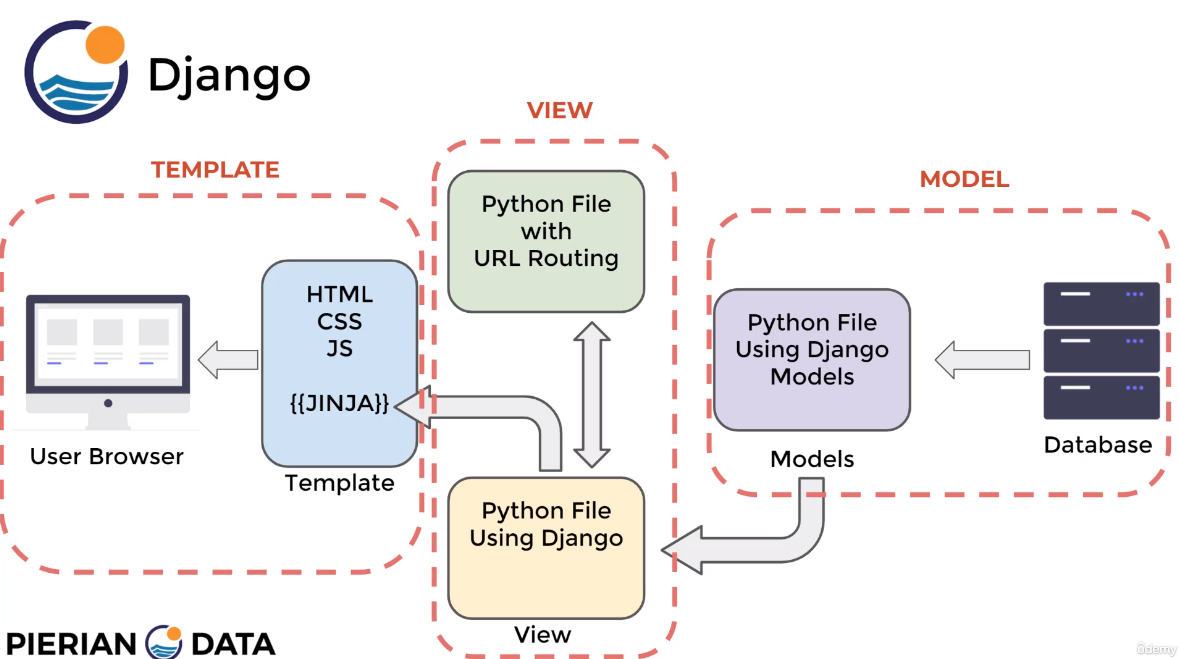 Django
VIEW
TEMPLATE
MODEL
Python File
with
URL Routing
HTML
CSS
JS
{{JINJA}}
Template
User Browser
Python File
Using Django
Models
Models
Database
Python File
Using Django
View
PIERIAN DATA
ûdemy